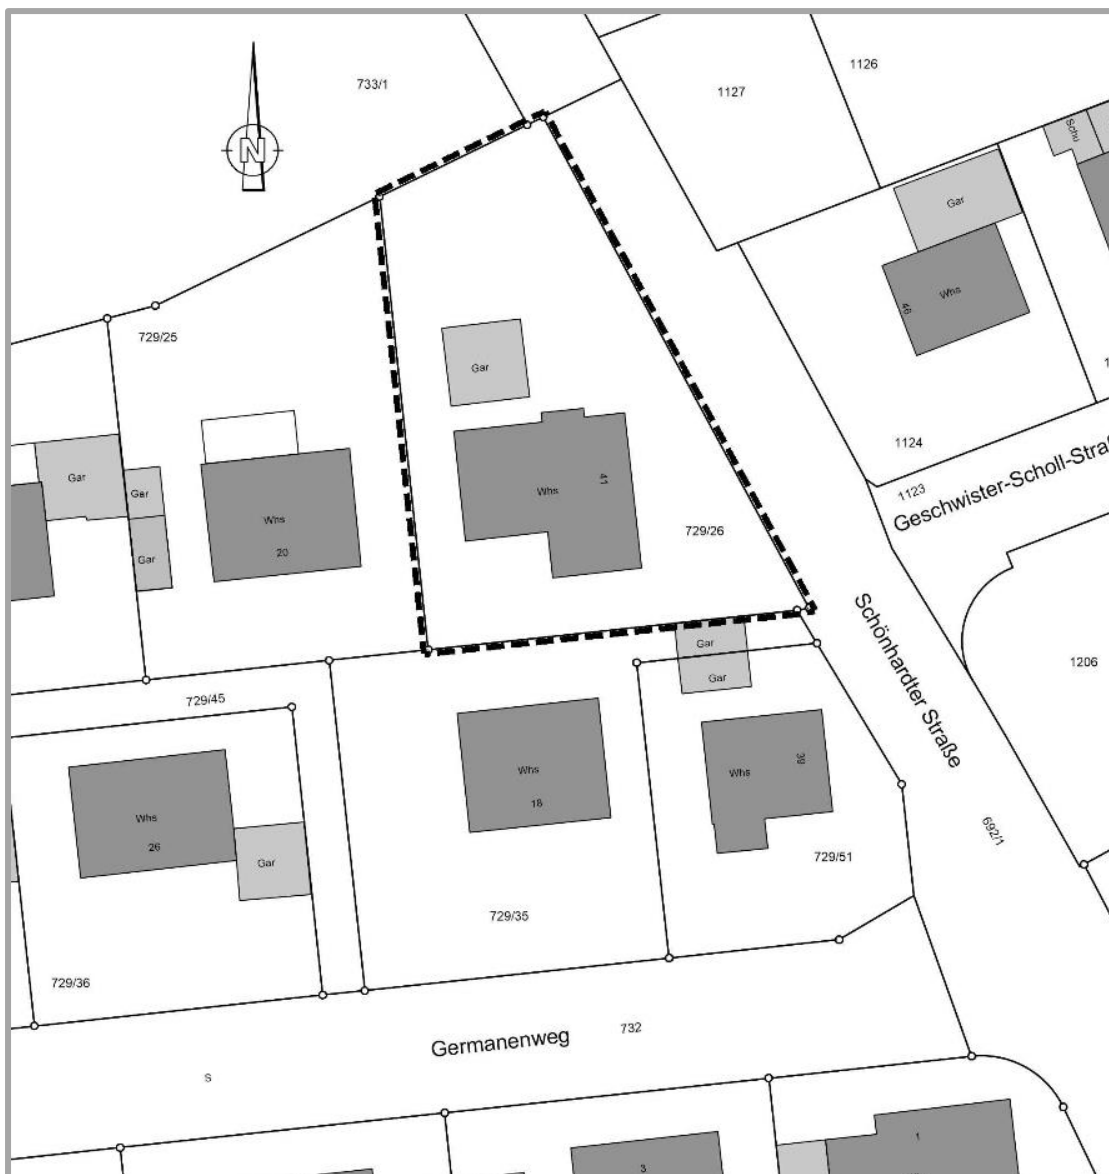 1126
733/1
1127
N
Schu
Gar
Whs
46
729/25
Gar
1124
Gar
Gar
Whs
41
1123
Geschwister-Scholl-Straß
Whs
20
729/26
Gar
Schönhardter Straße
Gar
Gar
1206
729/45
Whs
18
Whs
39
Whs
26
692/1
Gar
729/51
729/35
729/36
Germanenweg
732
S
1
3